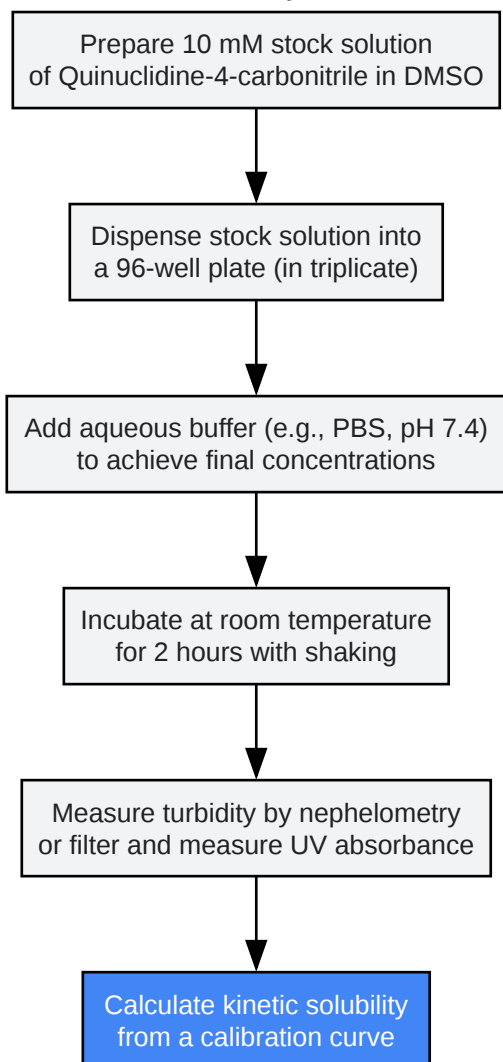 Prepare 10 mM stock solution
of Quinuclidine-4-carbonitrile in DMSO
Dispense stock solution into
a 96-well plate (in triplicate)
Add aqueous buffer (e.g., PBS, pH 7.4)
to achieve final concentrations
Incubate at room temperature
for 2 hours with shaking
Measure turbidity by nephelometry
or filter and measure UV absorbance
Calculate kinetic solubility
from a calibration curve